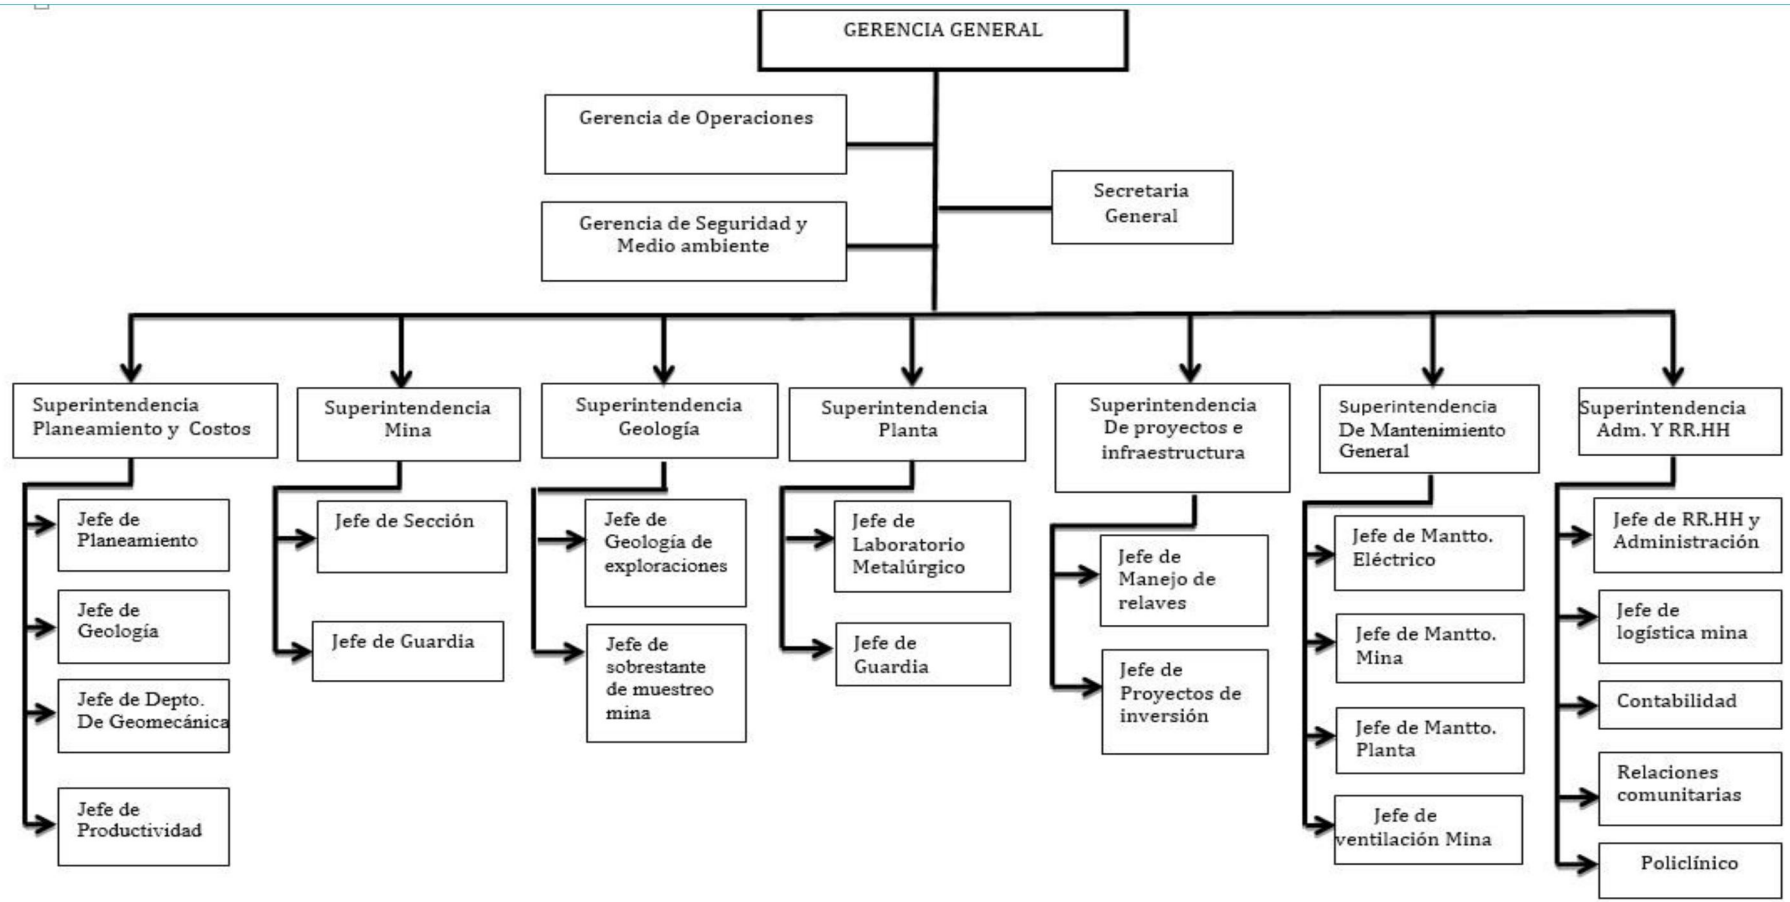 GERENCIA GENERAL
Gerencia de Operaciones
Secretaria
General
Gerencia de Seguridad y
Medio ambiente
Superintendencia
Planeamiento y Costos
Jefe de
Planeamiento
Jefe de
Geología
Jefe de Depto.
De Geomecánica
Jefe de
Productividad
Superintendencia
Mina
Jefe de Sección
Jefe de Guardia
Superintendencia
Geología
Jefe de
Geología de
exploraciones
Jefe de
sobrestante
de muestreo
mina
Superintendencia
Planta
Jefe de
Laboratorio
Metalúrgico
Jefe de
Guardia
Superintendencia
De proyectos e
infraestructura
Jefe de
Manejo de
relaves
Jefe de
Proyectos de
inversión
Superintendencia
De Mantenimiento
General
Jefe de Mantto.
Eléctrico
Jefe de Mantto.
Mina
Jefe de Mantto.
Planta
Jefe de
ventilación Mina
Superintendencia
Adm. Y RR.HH
Jefe de RR.HH y
Administración
Jefe de
logística mina
Contabilidad
Relaciones
comunitarias
Policlínico